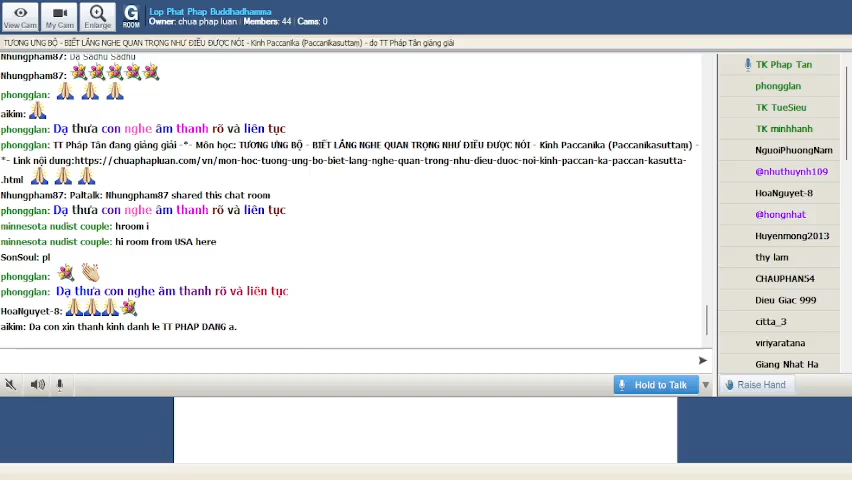 Lop Phat Phap Buddhadhamma
Owner: chua phap luan / Members: 44 / Cams: 0
View Cam
My Cam
Enlarge
G
ROOM
TƯƠNG ƯNG BỘ - BIẾT LẮNG NGHE QUAN TRỌNG NHƯ ĐIỀU ĐƯỢC NÓI - Kinh Paccanika (Paccanikasuttaṃ) - do TT Pháp Tân giảng giải
Nhungpham87: Da Sadhu Sadhu
Nhungpham87:
phongglan:
aikim:
phongglan: Dạ thưa con nghe âm thanh rõ và liên tục
phongglan: TT Pháp Tân đang giảng giải -*- Môn học: TƯƠNG ƯNG BỘ - BIẾT LẮNG NGHE QUAN TRỌNG NHƯ ĐIỀU ĐƯỢC NÓI - Kinh Paccanika (Paccanikasuttaṃ) -
*- Link nội dung:https://chuaphapluan.com/vn/mon-hoc-tuong-ung-bo-biet-lang-nghe-quan-trong-nhu-dieu-duoc-noi-kinh-paccan-ka-paccan-kasutta-
.html
Nhungpham87: Paltalk: Nhungpham87 shared this chat room
phongglan: Dạ thưa con nghe âm thanh rõ và liên tục
minnesota nudist couple: hroom i
minnesota nudist couple: hi room from USA here
SonSoul: pl
phongglan:
phongglan: Dạ thưa con nghe âm thanh rõ và liên tục
HoaNguyet-8:
aikim: Da con xin thanh kinh danh le TT PHAP DANG a.
Hold to Talk
TK Phap Tan
phongglan
TK TueSieu
TK minhhanh
NguoiPhuongNam
@nhuthuynh109
HoaNguyet-8
@hongnhat
Huyenmong2013
thy lam
CHAUPHAN54
Dieu Giac 999
citta_3
viriyaratana
Giang Nhat Ha
Raise Hand